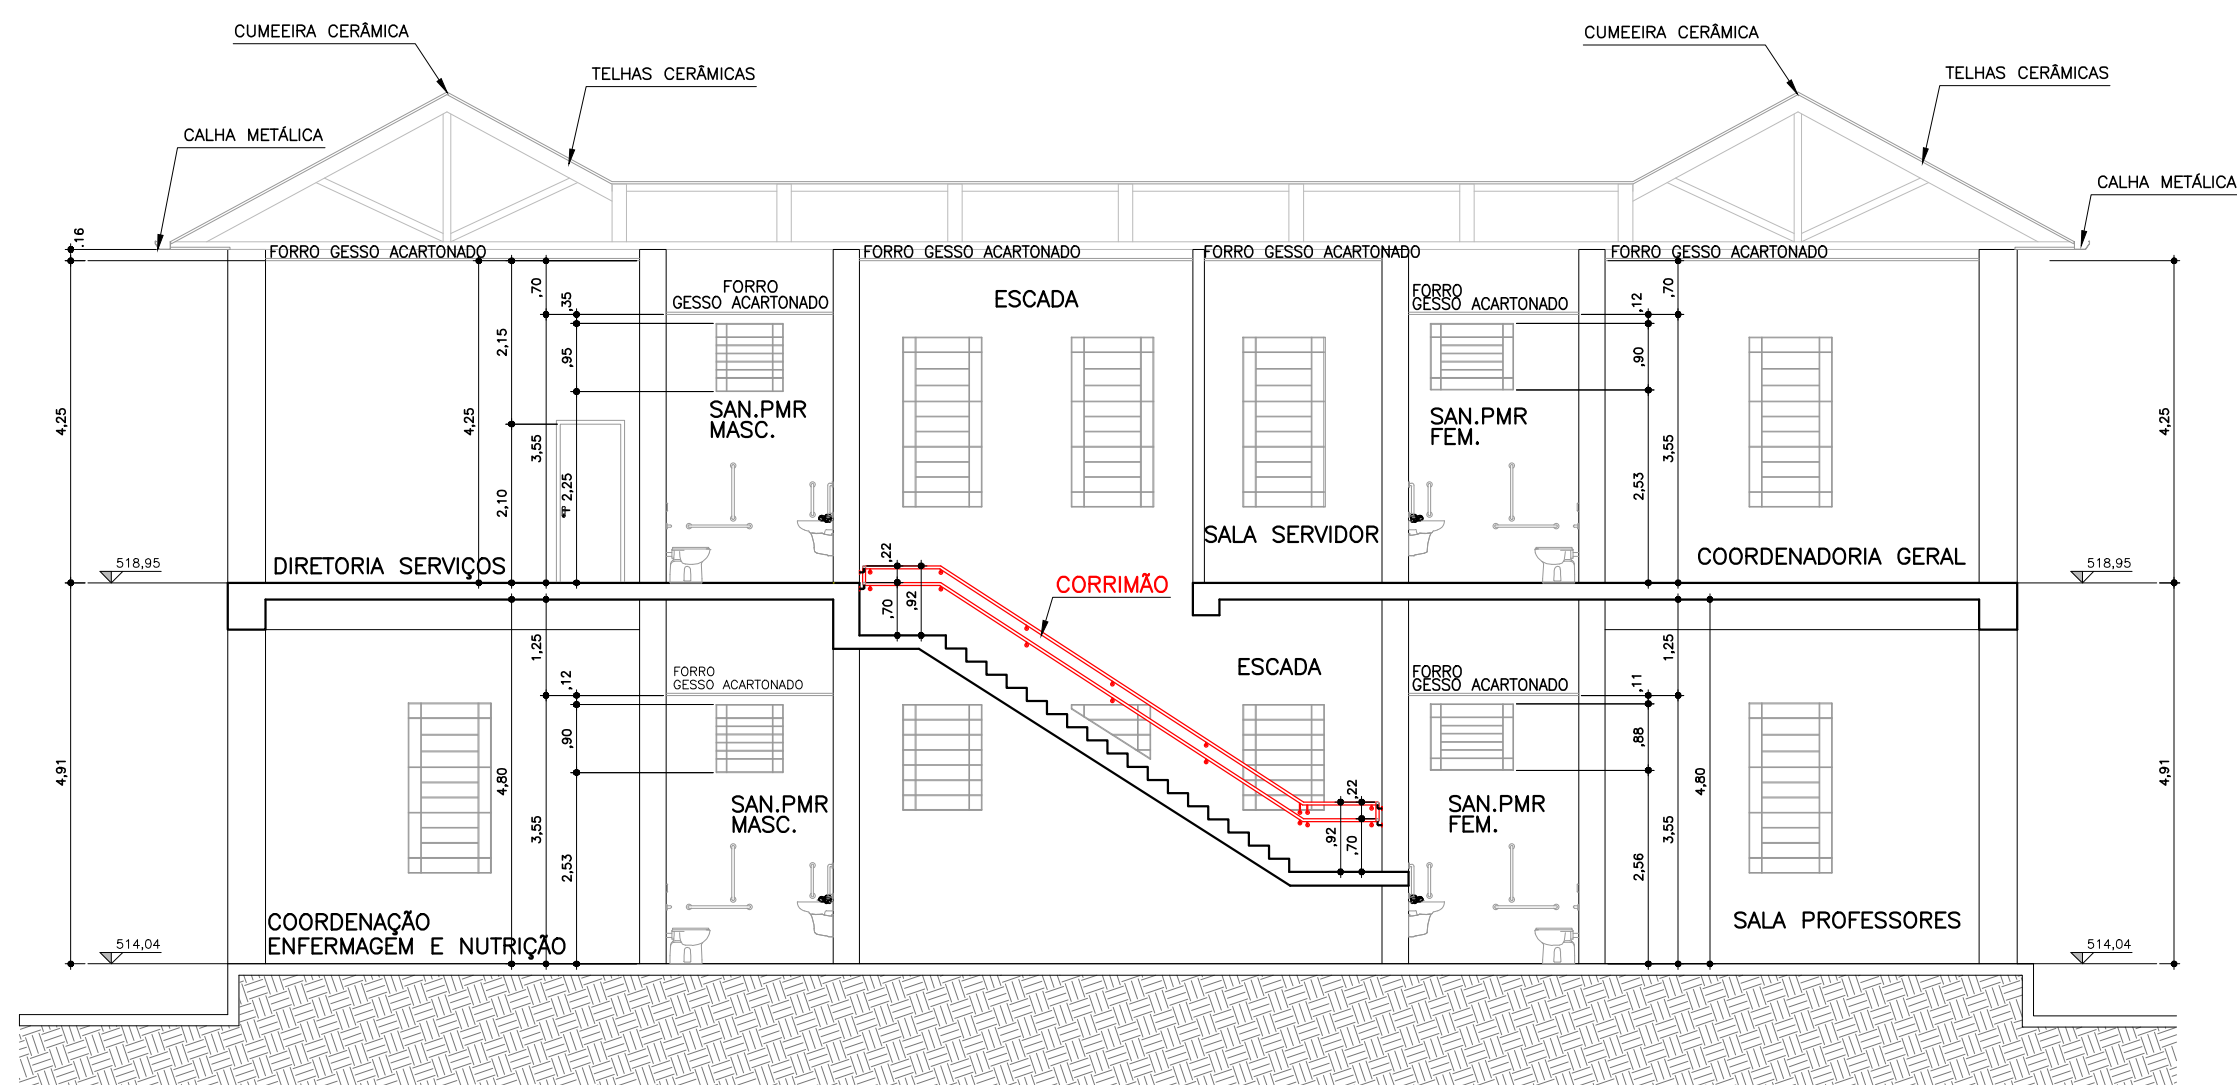 CUMEEIRA CERÂMICA
CUMEEIRA CERÂMICA
TELHAS CERÂMICAS
TELHAS CERÂMICAS
CALHA METÁLICA
CALHA METÁLICA
,16
FORRO GESSO ACARTONADO
FORRO GESSO ACARTONADO
FORRO GESSO ACARTONADO
FORRO GESSO ACARTONADO
FORRO
GESSO ACARTONADO
ESCADA
FORRO
GESSO ACARTONADO
,70
,35
,12
,70
2,15
,95
,90
4,25
4,25
3,55
SAN.PMR
MASC.
SAN.PMR
FEM.
3,55
4,25
2,10
2,25
2,53
SALA SERVIDOR
518,95
DIRETORIA SERVIÇOS
,22
COORDENADORIA GERAL
518,95
CORRIMÃO
,70
,92
1,25
1,25
ESCADA
,12
FORRO
GESSO ACARTONADO
FORRO
GESSO ACARTONADO
,11
,90
,88
4,91
4,80
4,80
4,91
3,55
SAN.PMR
MASC.
,22
SAN.PMR
FEM.
3,55
2,53
,92
,70
2,56
COORDENAÇÃO
ENFERMAGEM E NUTRIÇÃO
SALA PROFESSORES
514,04
514,04